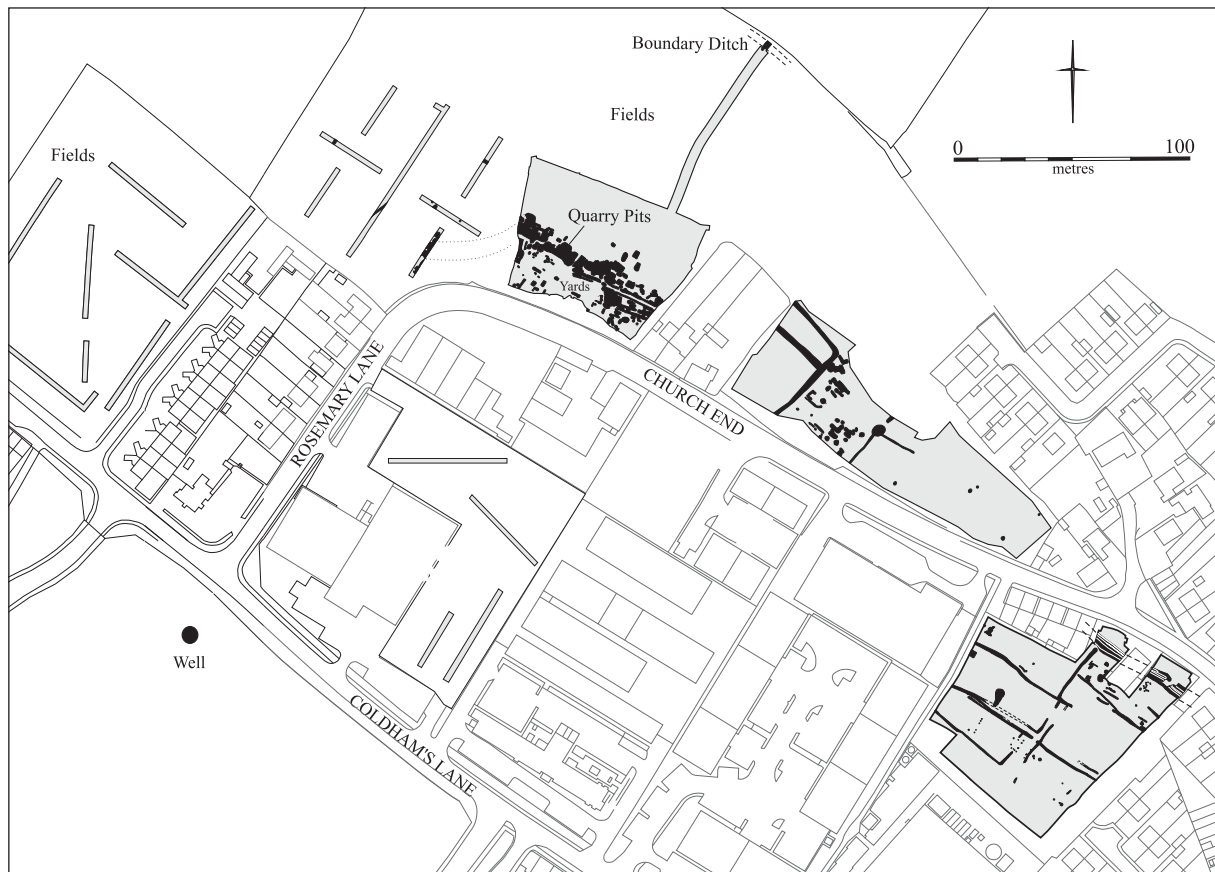 Boundary Ditch
Fields
0 100
metres
Fields
Quarry Pits
Yards
ROSEMARY LANE
CHURCH END
Well
COLDHAM'S LANE